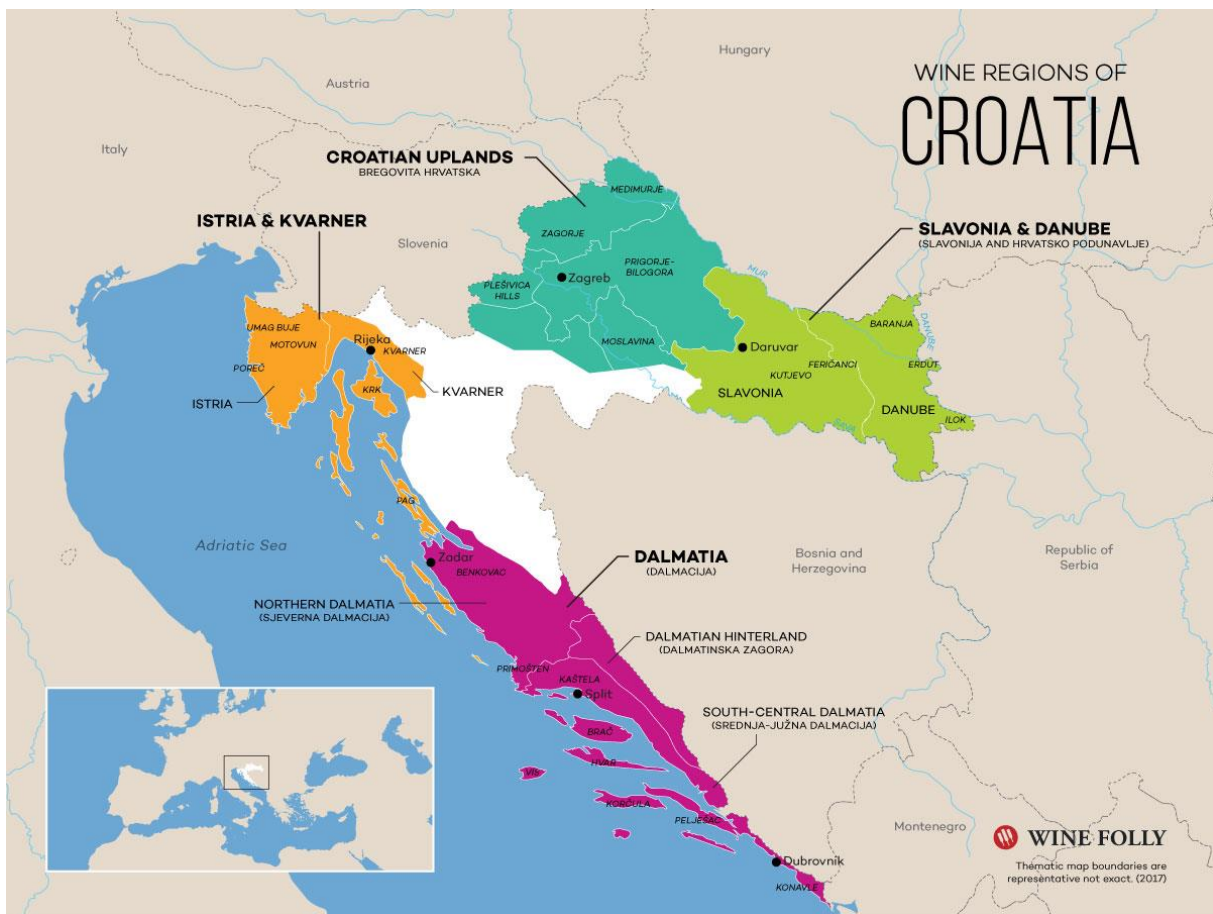 WINE REGIONS OF
CROATIA
Hungary
Austria
Italy
CROATIAN UPLANDS
BREGOVITA HRVATSKA
MEDIMURJE
ISTRIA & KVARNER
ZAGORJE
Slovenia
SLAVONIA & DANUBE
(SLAVONIJA AND HRVATSKO PODUNAVLJE)
PRIGORJE-
BILOGORA
Zagreb
MUR
PLEŠIVICA
HILLS
UMAG BUJE
MOTOVUN
Rijeka
KVARNER
MOSLAVINA
BARANJA
DANUBE
Daruvar
POREČ
FERIČANCI
ERDUT
KUTJEVO
KRK
KVARNER
SLAVONIA
ISTRIA
DANUBE
ILOK
SAVA
PAG
Adriatic Sea
Zadar
BENKOVAC
DALMATIA
(DALMACIJA)
Bosnia and
Herzegovina
Republic of
Serbia
NORTHERN DALMATIA
(SJEVERNA DALMACIJA)
DALMATIAN HINTERLAND
(DALMATINSKA ZAGORA)
PRIMOŠTEN
KAŠTELA
Split
SOUTH-CENTRAL DALMATIA
(SREDNJA-JUŽNA DALMACIJA)
BRAČ
HVAR
VIS
KORČULA
PELJEŠAC
Montenegro
WINE FOLLY
Dubrovnik
Thematic map boundaries are
representative not exact. (2017)
KONAVLE